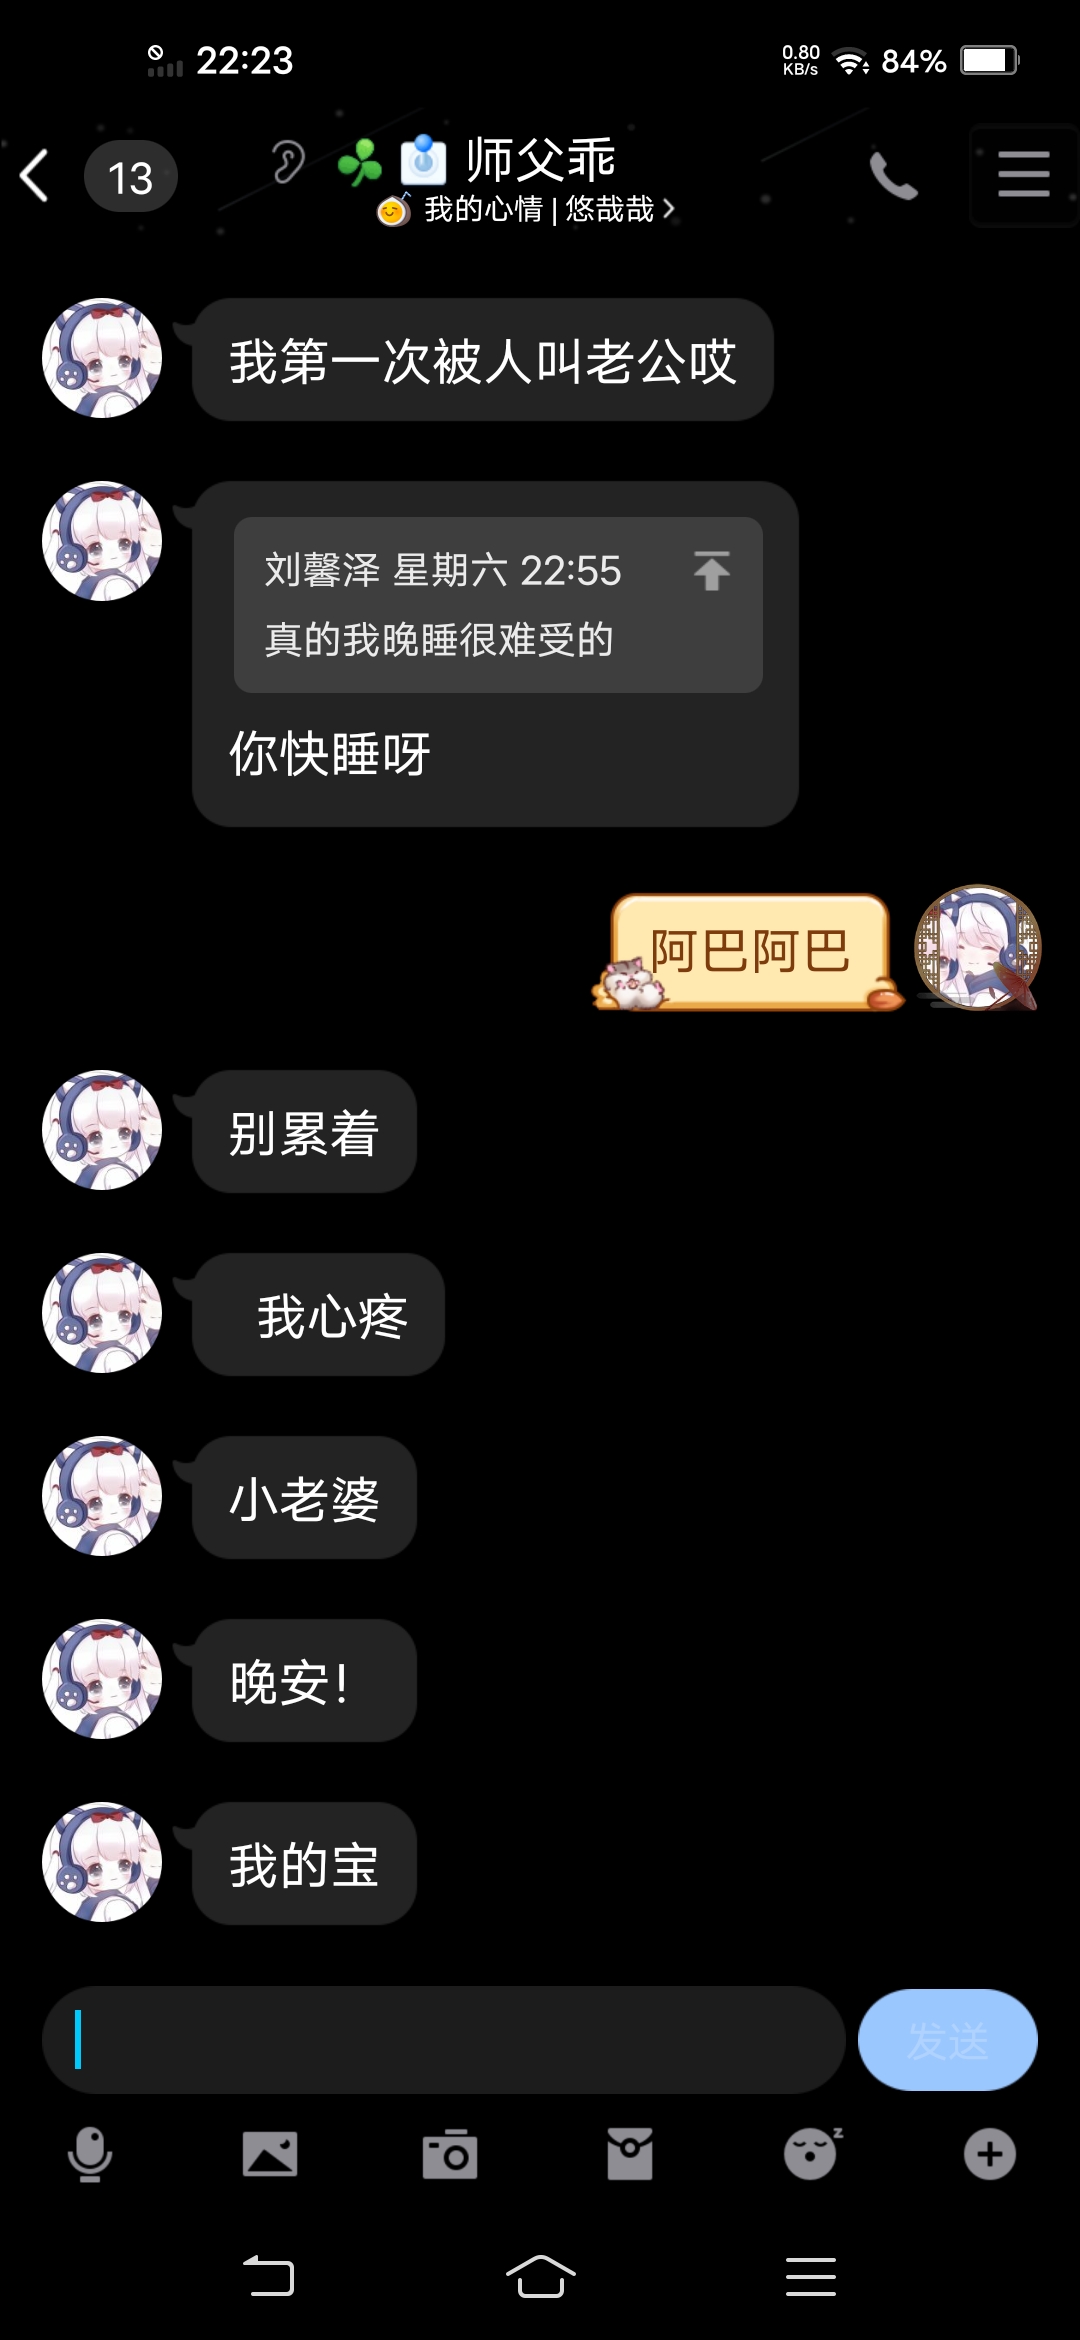 22:23
0.80
KB/s
84%
13
师父乖
我的心情 | 悠哉哉
我第一次被人叫老公哎
刘馨泽 星期六 22:55
真的我晚睡很难受的
你快睡呀
阿巴阿巴
别累着
我心疼
小老婆
晚安!
我的宝
发送